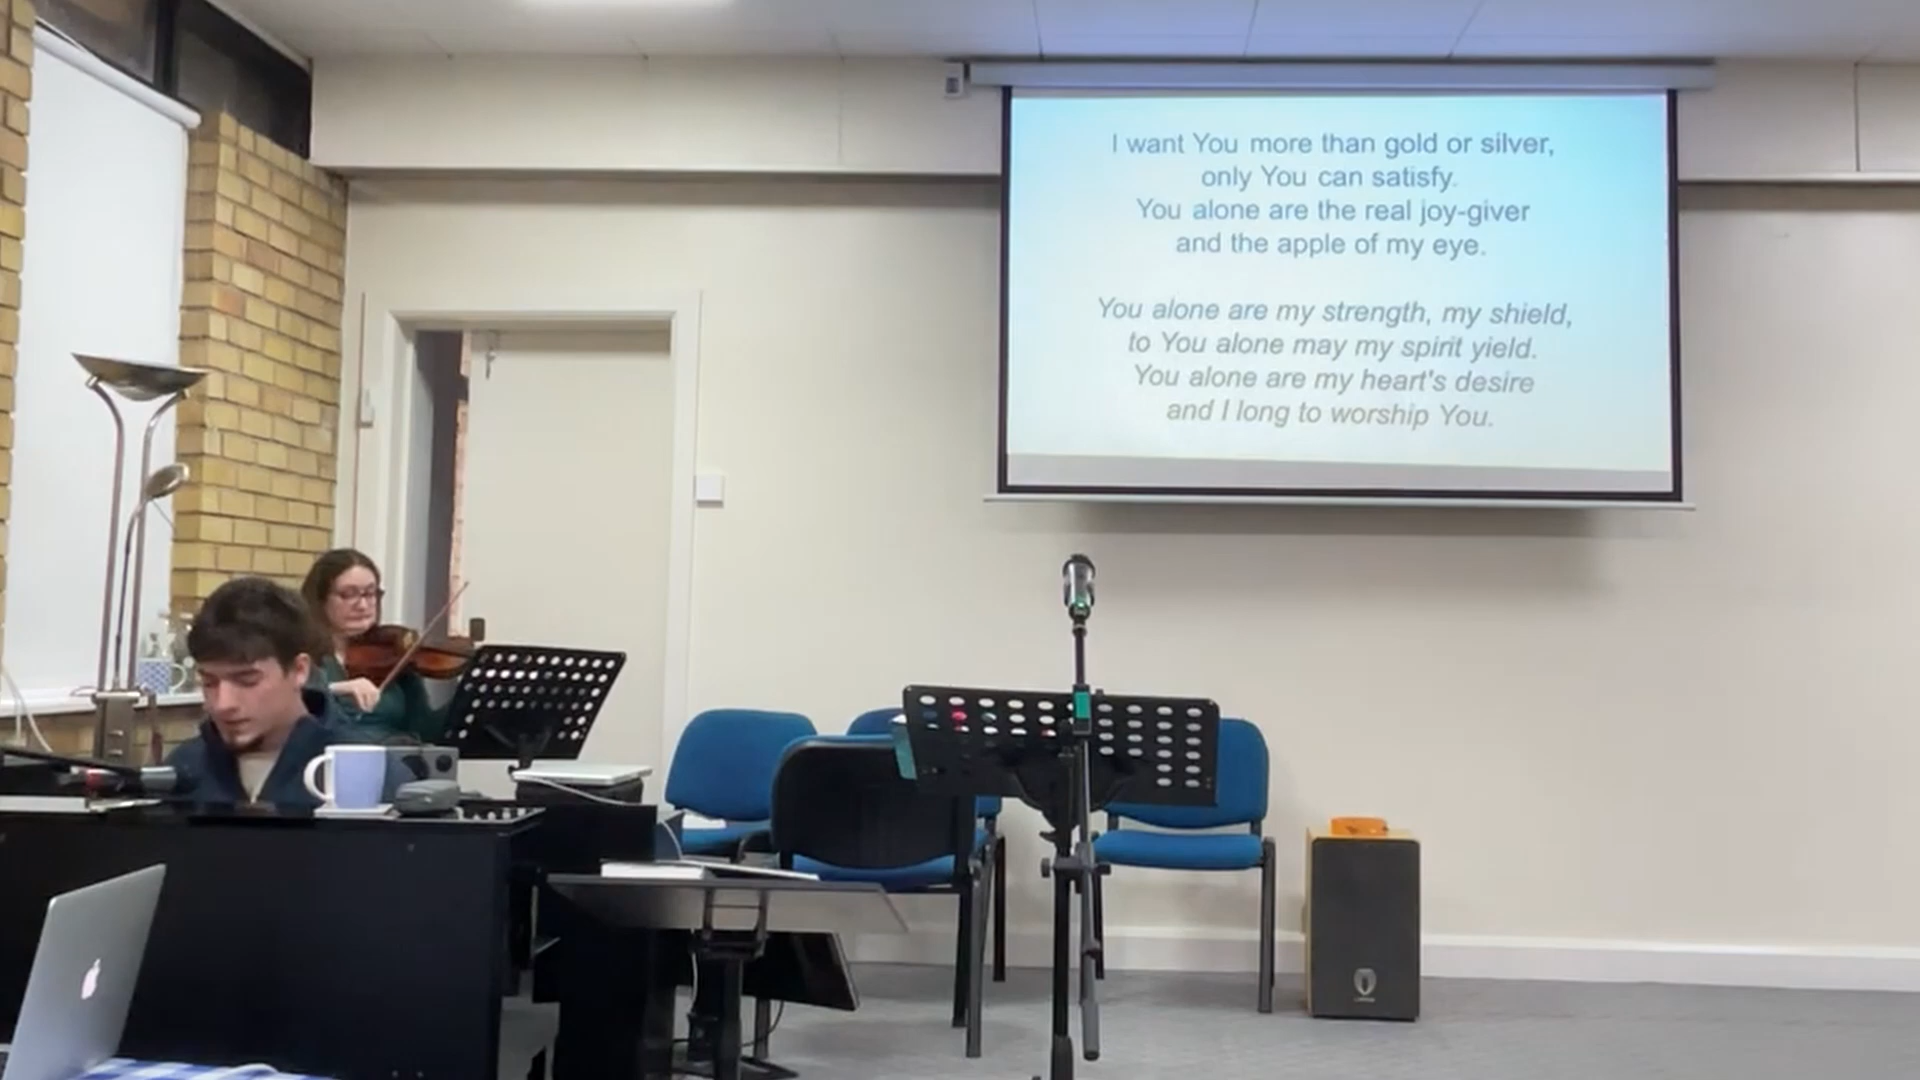 I want You more than gold or silver,
only You can satisfy.
You alone are the real joy-giver
and the apple of my eye.
You alone are my strength, my shield,
to You alone may my spirit yield.
You alone are my heart's desire
and I long to worship You.